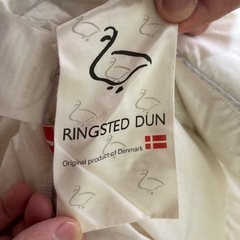 RINGSTED DUN
Original product of Denmark